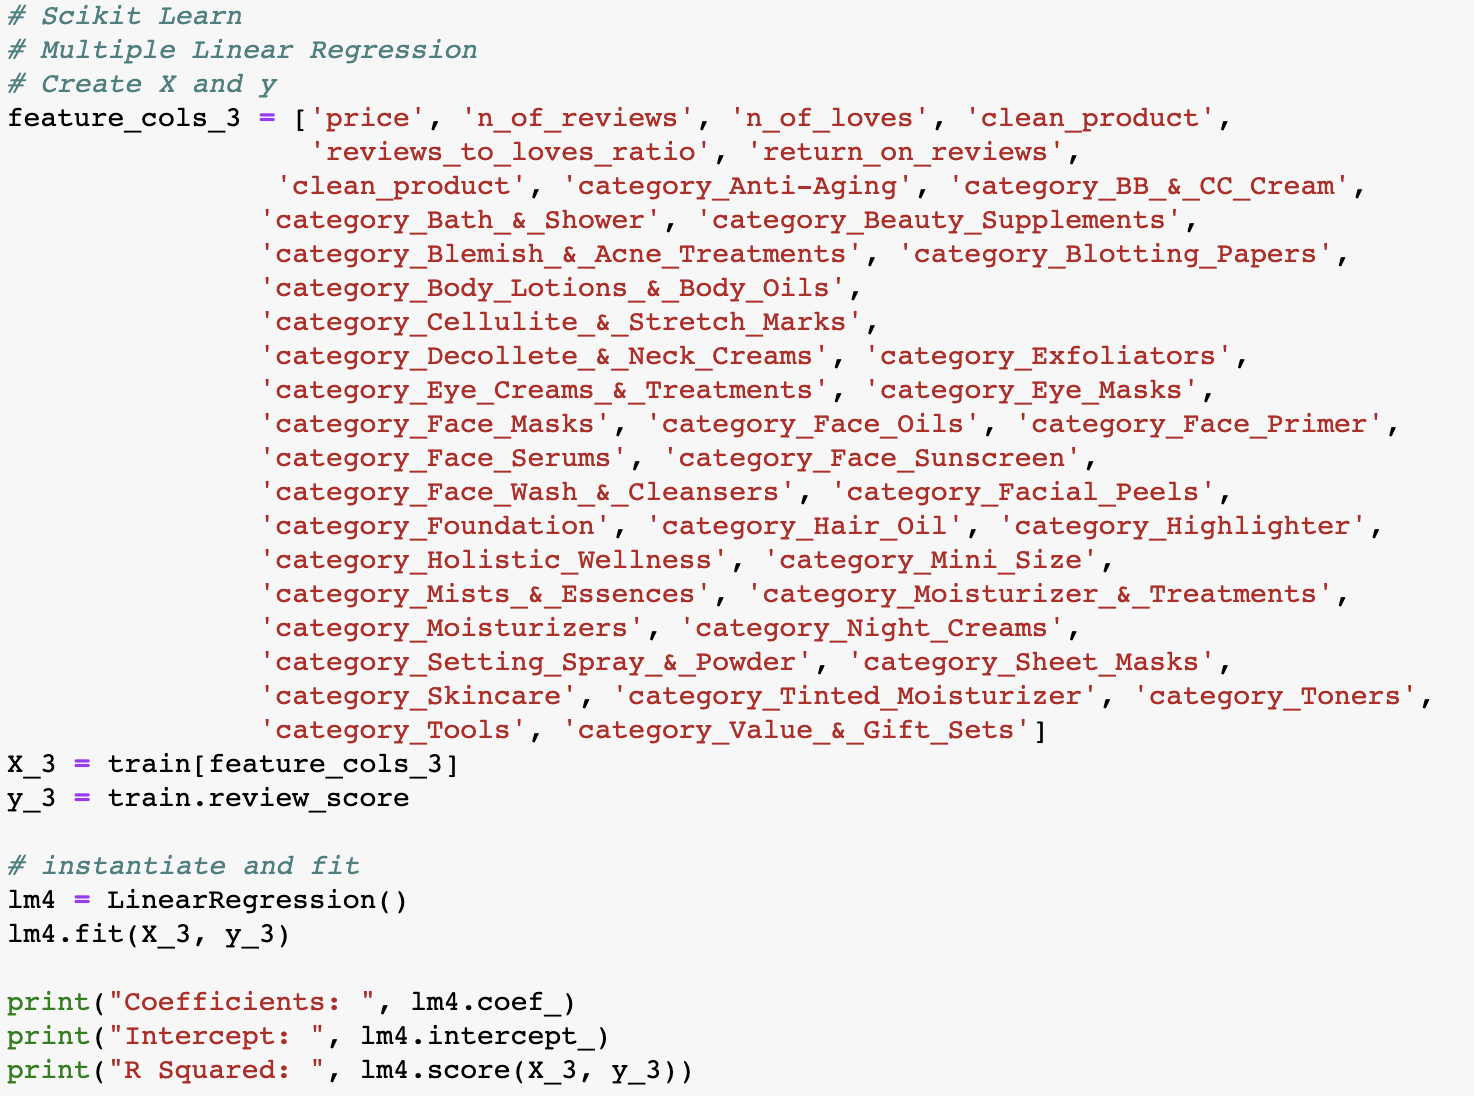 # Scikit Learn
# Multiple Linear Regression
# Create X and y
feature_cols_3 = ['price', 'n_of_reviews', 'n_of_loves', 'clean_product',
                  'reviews_to_loves_ratio', 'return_on_reviews',
                'clean_product', 'category_Anti-Aging', 'category_BB_&_CC_Cream',
               'category_Bath_&_Shower', 'category_Beauty_Supplements',
               'category_Blemish_&_Acne_Treatments', 'category_Blotting_Papers',
               'category_Body_Lotions_&_Body_Oils',
               'category_Cellulite_&_Stretch_Marks',
               'category_Decollete_&_Neck_Creams', 'category_Exfoliators',
               'category_Eye_Creams_&_Treatments', 'category_Eye_Masks',
               'category_Face_Masks', 'category_Face_Oils', 'category_Face_Primer',
               'category_Face_Serums', 'category_Face_Sunscreen',
               'category_Face_Wash_&_Cleansers', 'category_Facial_Peels',
               'category_Foundation', 'category_Hair_Oil', 'category_Highlighter',
               'category_Holistic_Wellness', 'category_Mini_Size',
               'category_Mists_&_Essences', 'category_Moisturizer_&_Treatments',
               'category_Moisturizers', 'category_Night_Creams',
               'category_Setting_Spray_&_Powder', 'category_Sheet_Masks',
               'category_Skincare', 'category_Tinted_Moisturizer', 'category_Toners',
               'category_Tools', 'category_Value_&_Gift_Sets']
X_3 = train[feature_cols_3]
y_3 = train.review_score

# instantiate and fit
lm4 = LinearRegression()
lm4.fit(X_3, y_3)

print("Coefficients: ", lm4.coef_)
print("Intercept: ", lm4.intercept_)
print("R Squared: ", lm4.score(X_3, y_3))